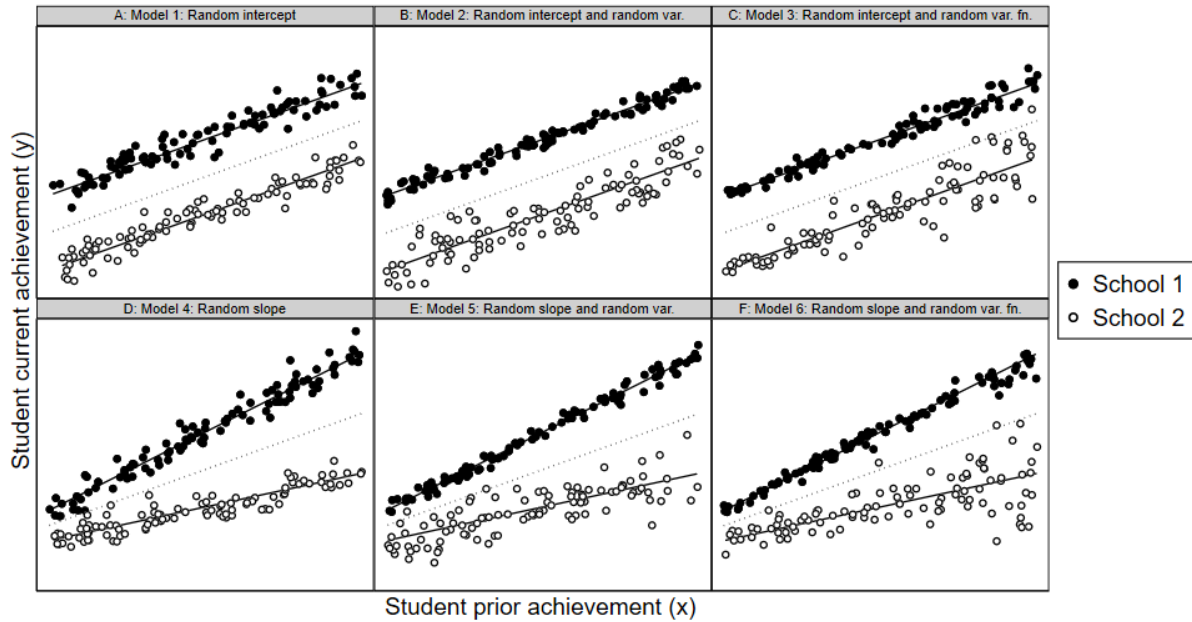 A: Model 1: Random intercept
B: Model 2: Random intercept and random var.
C: Model 3: Random intercept and random var. fn.
Student current achievement (y)
School 1
School 2
D: Model 4: Random slope
E: Model 5: Random slope and random var.
F: Model 6: Random slope and random var. fn.
Student prior achievement (x)